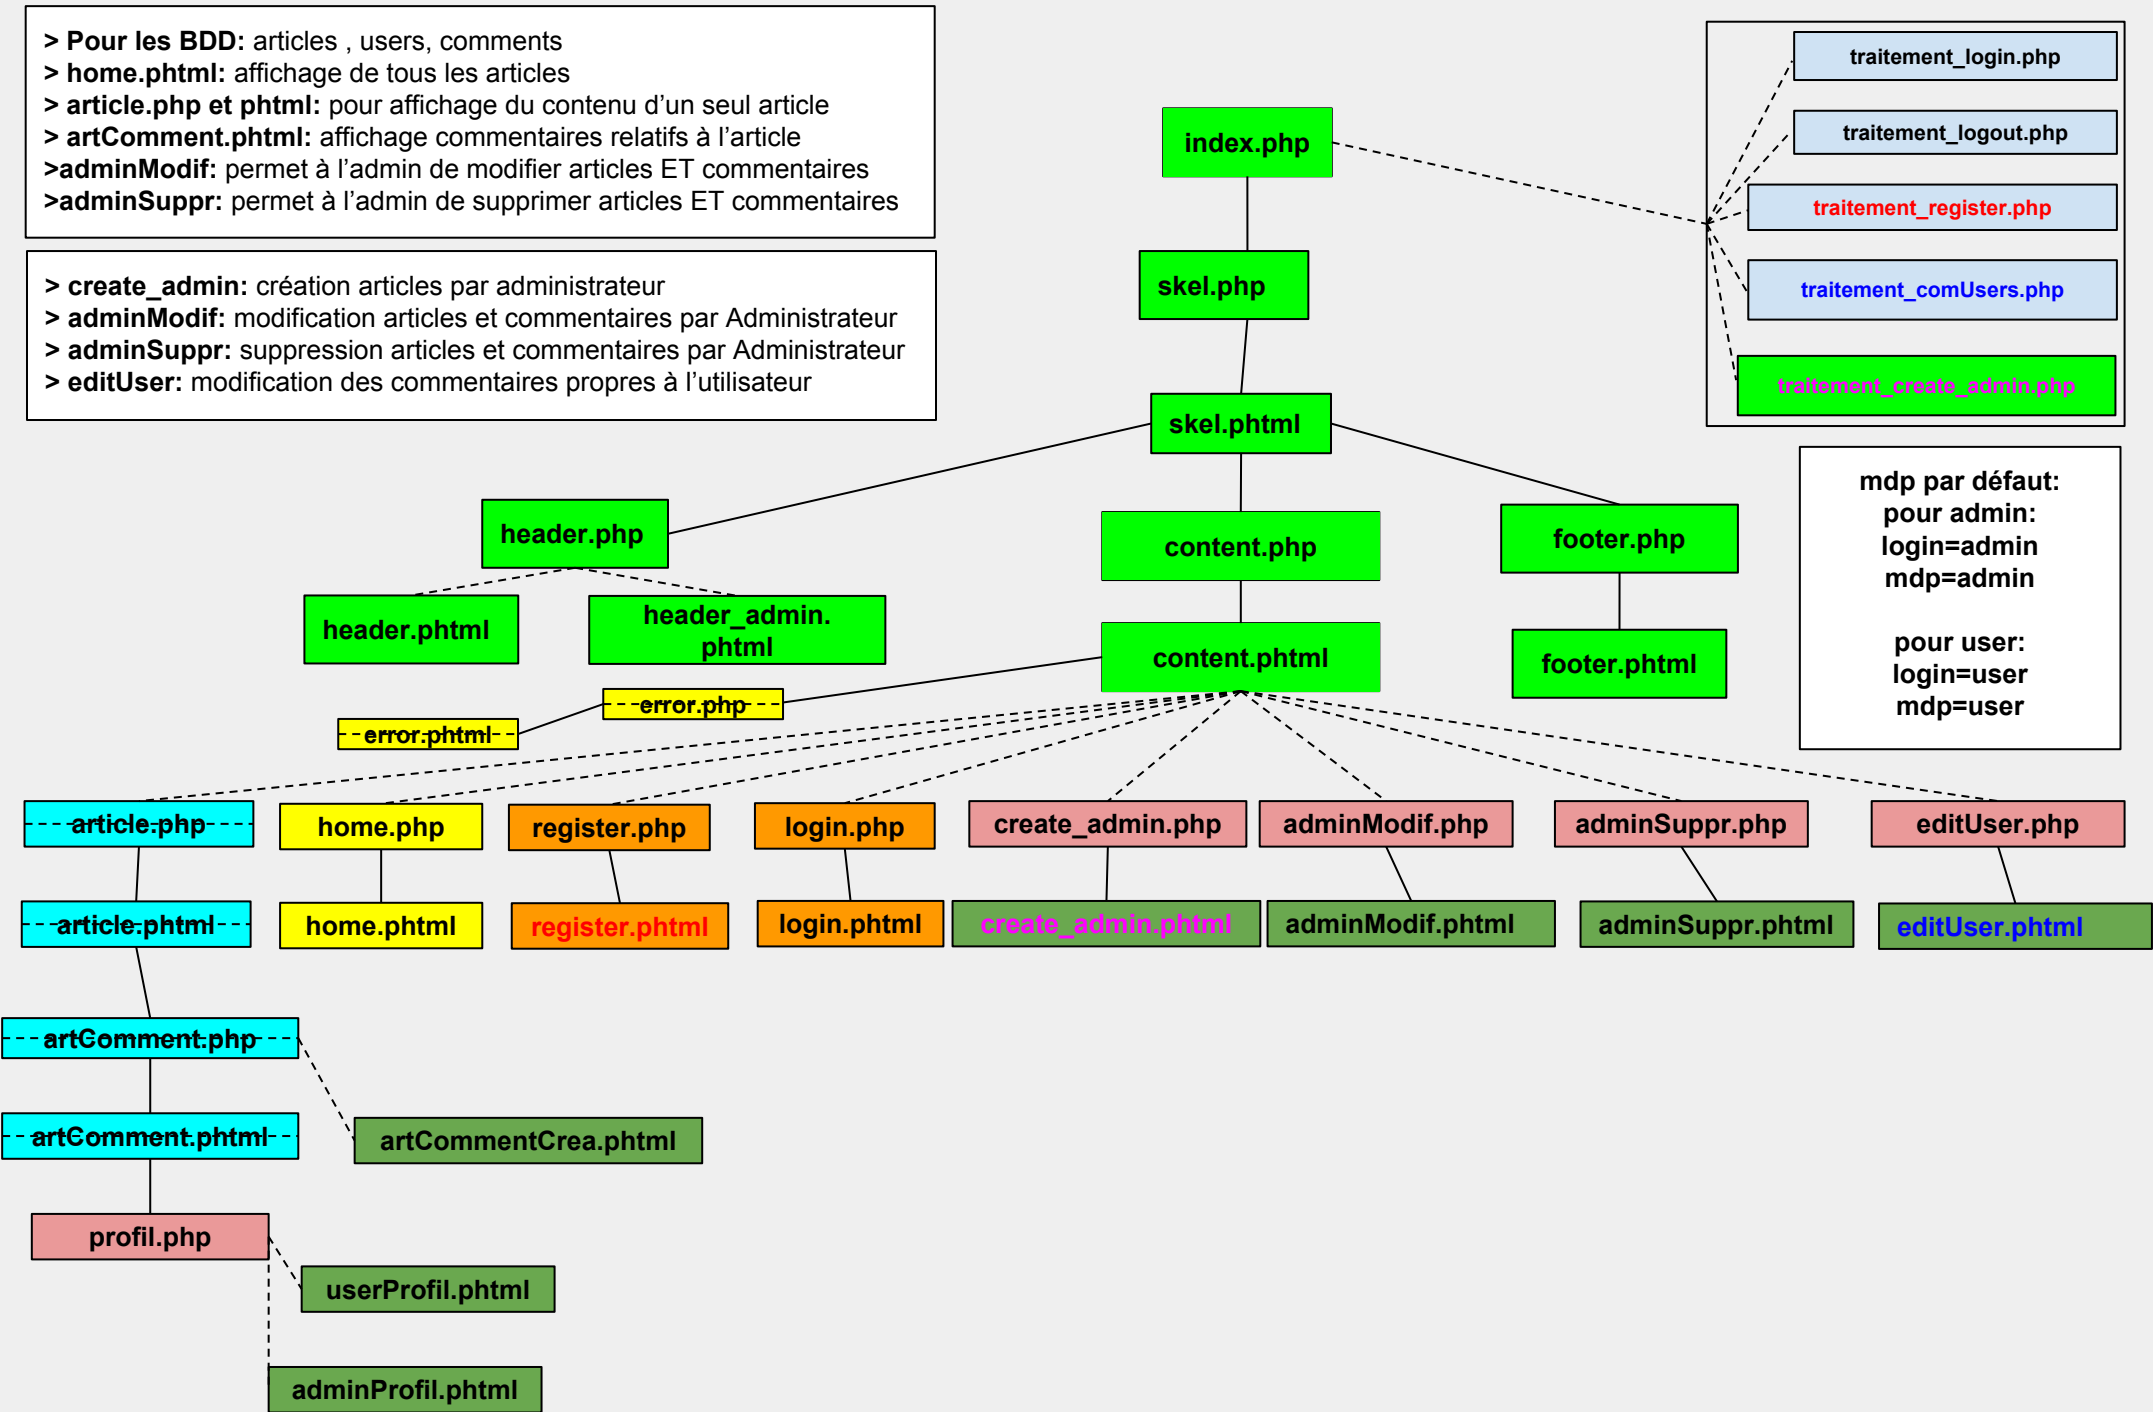 > Pour les BDD: articles , users, comments
> home.phtml: affichage de tous les articles
> article.php et phtml: pour affichage du contenu d’un seul article
> artComment.phtml: affichage commentaires relatifs à l’article
>adminModif: permet à l’admin de modifier articles ET commentaires
>adminSuppr: permet à l’admin de supprimer articles ET commentaires
> create_admin: création articles par administrateur
> adminModif: modification articles et commentaires par Administrateur
> adminSuppr: suppression articles et commentaires par Administrateur
> editUser: modification des commentaires propres à l’utilisateur
traitement_login.php
traitement_logout.php
traitement_register.php
traitement_comUsers.php
traitement_create_admin.php
index.php
skel.php
skel.phtml
mdp par défaut:
pour admin:
login=admin
mdp=admin
pour user:
login=user
mdp=user
header.php
content.php
footer.php
header.phtml
header_admin.
phtml
content.phtml
footer.phtml
error.php
error.phtml
article.php
home.php
register.php
login.php
create_admin.php
adminModif.php
adminSuppr.php
editUser.php
article.phtml
home.phtml
register.phtml
login.phtml
create_admin.phtml
adminModif.phtml
adminSuppr.phtml
editUser.phtml
artComment.php
artComment.phtml
artCommentCrea.phtml
profil.php
userProfil.phtml
adminProfil.phtml